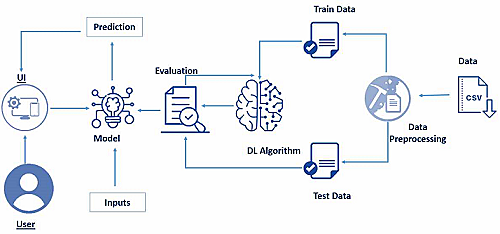 Train Data
Prediction
UI
Evaluation
Data
CSV
Model
DL Algorithm
Data
Preprocessing
Inputs
Test Data
User